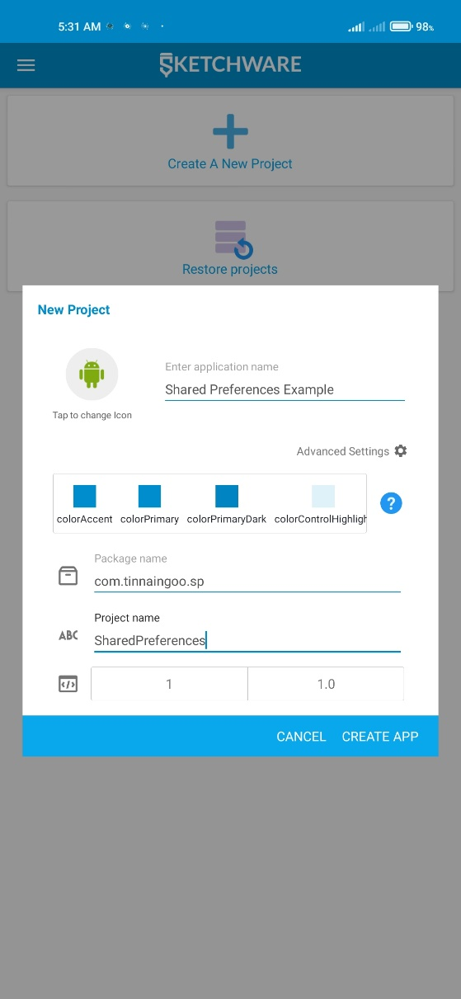 5:31 AM
98%
SKETCHWARE
Create A New Project
Restore projects
New Project
Enter application name
Shared Preferences Example
Tap to change Icon
Advanced Settings
?
colorAccent colorPrimary colorPrimaryDark colorControlHighligh
Package name
com.tinnaingoo.sp
Project name
ABC
SharedPreferences
</> 1 1.0
CANCEL CREATE APP